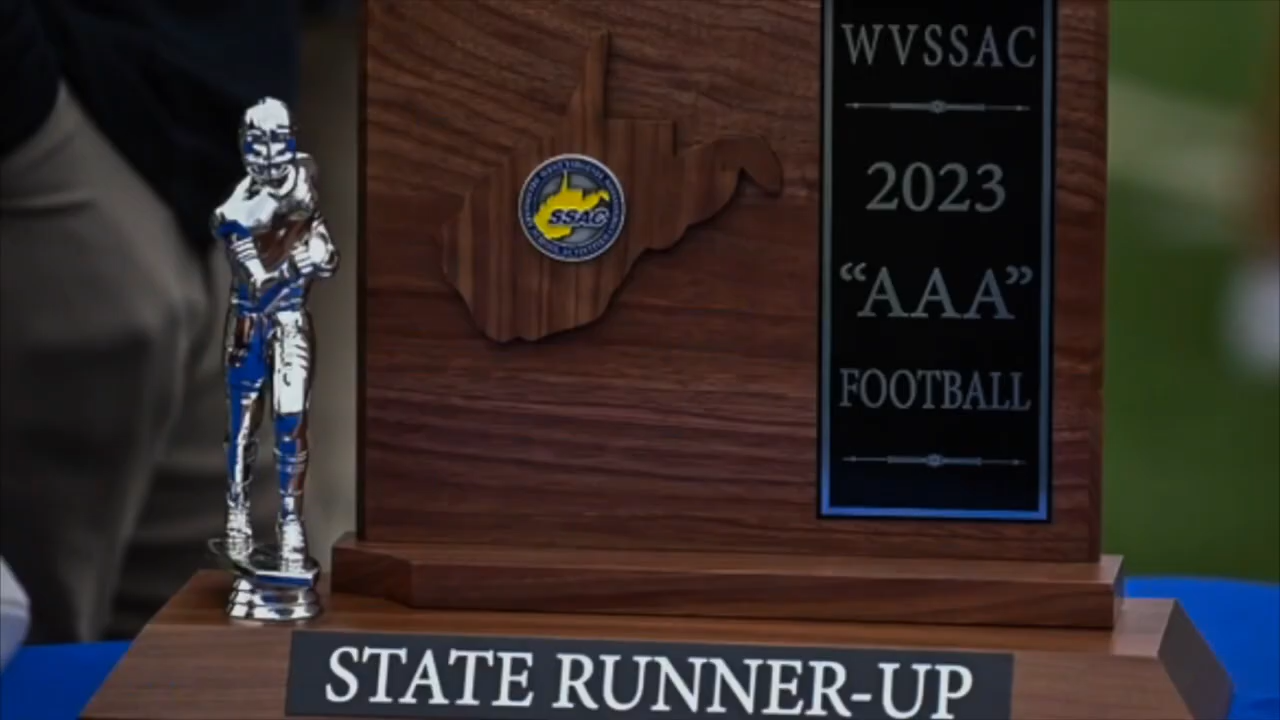 WVSSAC
2023
"AAA"
FOOTBALL
SSAC
STATE RUNNER-UP